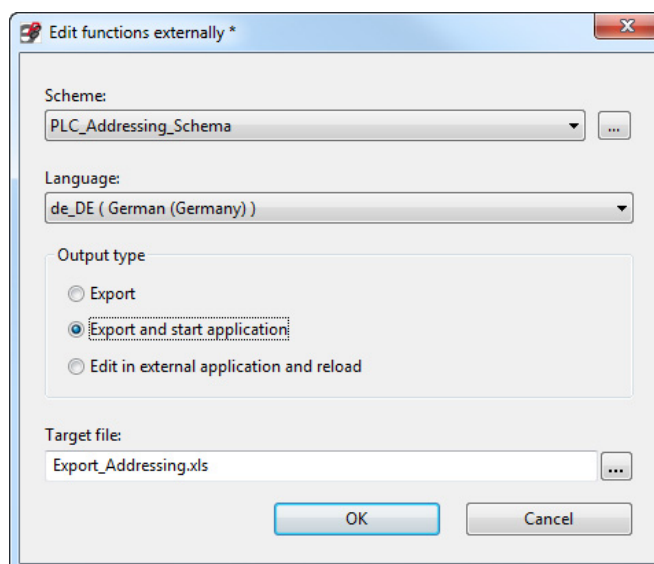 Edit functions externally *
Scheme:
PLC_Addressing_Schema
...
Language:
de_DE ( German (Germany) )
Output type
Export
Export and start application
Edit in external application and reload
Target file:
Export_Addressing.xls
...
OK
Cancel